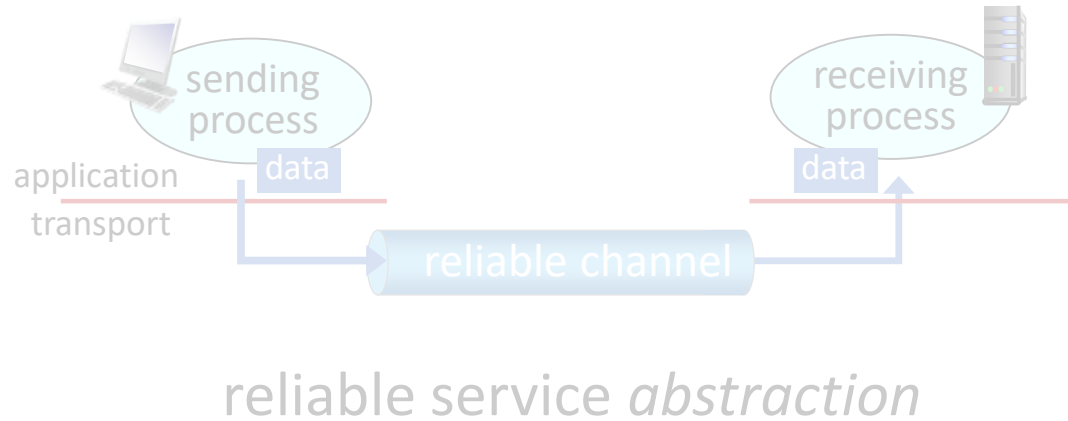 sending
process
receiving
process
data
data
application
transport
reliable channel
reliable service abstraction